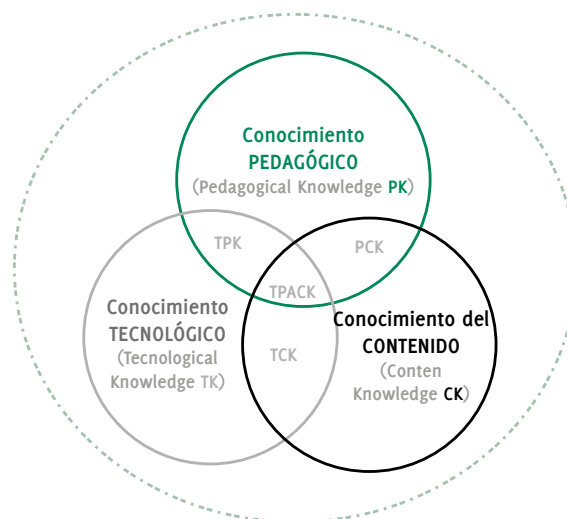 Conocimiento
PEDAGÓGICO
(Pedagogical Knowledge PK)
TPK
PCK
TPACK
Conocimiento
TECNOLÓGICO
(Tecnological
Knowledge TK)
TCK
Conocimiento del
CONTENIDO
(Conten
Knowledge CK)